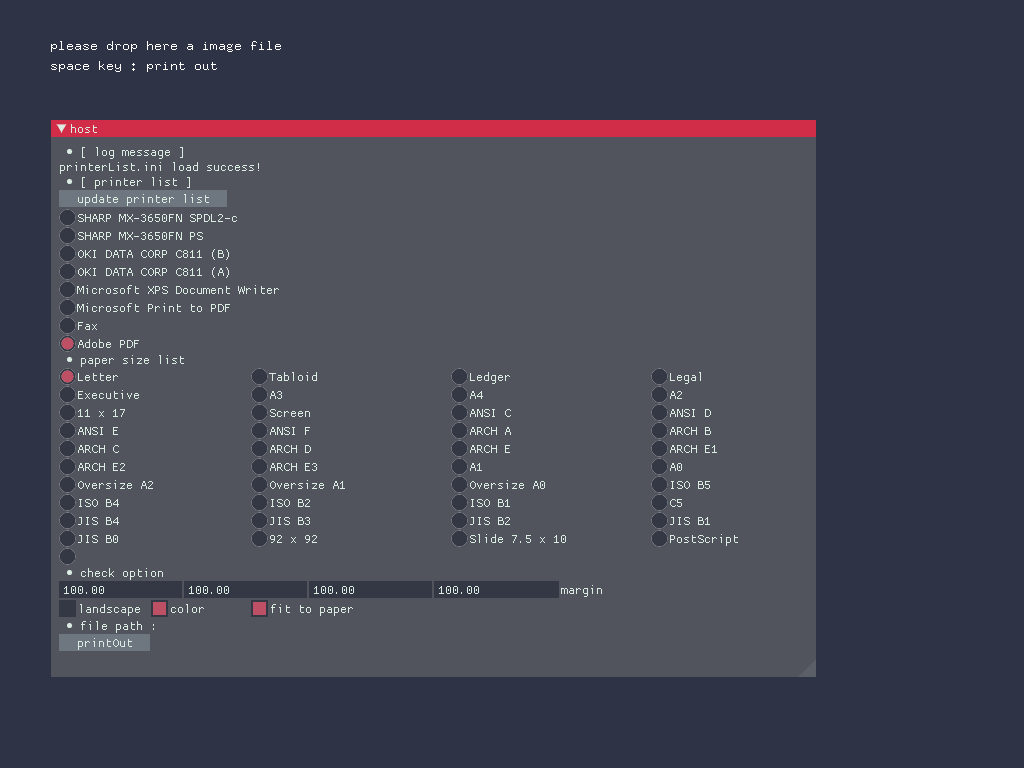 please drop here a image file
space key : print out
host
[ log message ]
printerList.ini load success!
[ printer list ]
update printer list
SHARP MX-3650FN SPDL2-c
SHARP MX-3650FN PS
OKI DATA CORP C811 (B)
OKI DATA CORP C811 (A)
Microsoft XPS Document Writer
Microsoft Print to PDF
Fax
Adobe PDF
paper size list
Letter Tabloid Ledger Legal
Executive A3 A4 A2
11 x 17 Screen ANSI C ANSI D
ANSI E ANSI F ARCH A ARCH B
ARCH C ARCH D ARCH E ARCH E1
ARCH E2 ARCH E3 A1 A0
Oversize A2 Oversize A1 Oversize A0 ISO B5
ISO B4 ISO B2 ISO B1 C5
JIS B4 JIS B3 JIS B2 JIS B1
JIS B0 92 x 92 Slide 7.5 x 10 PostScript
check option
100.00 100.00 100.00 100.00 margin
landscape color fit to paper
file path :
printOut